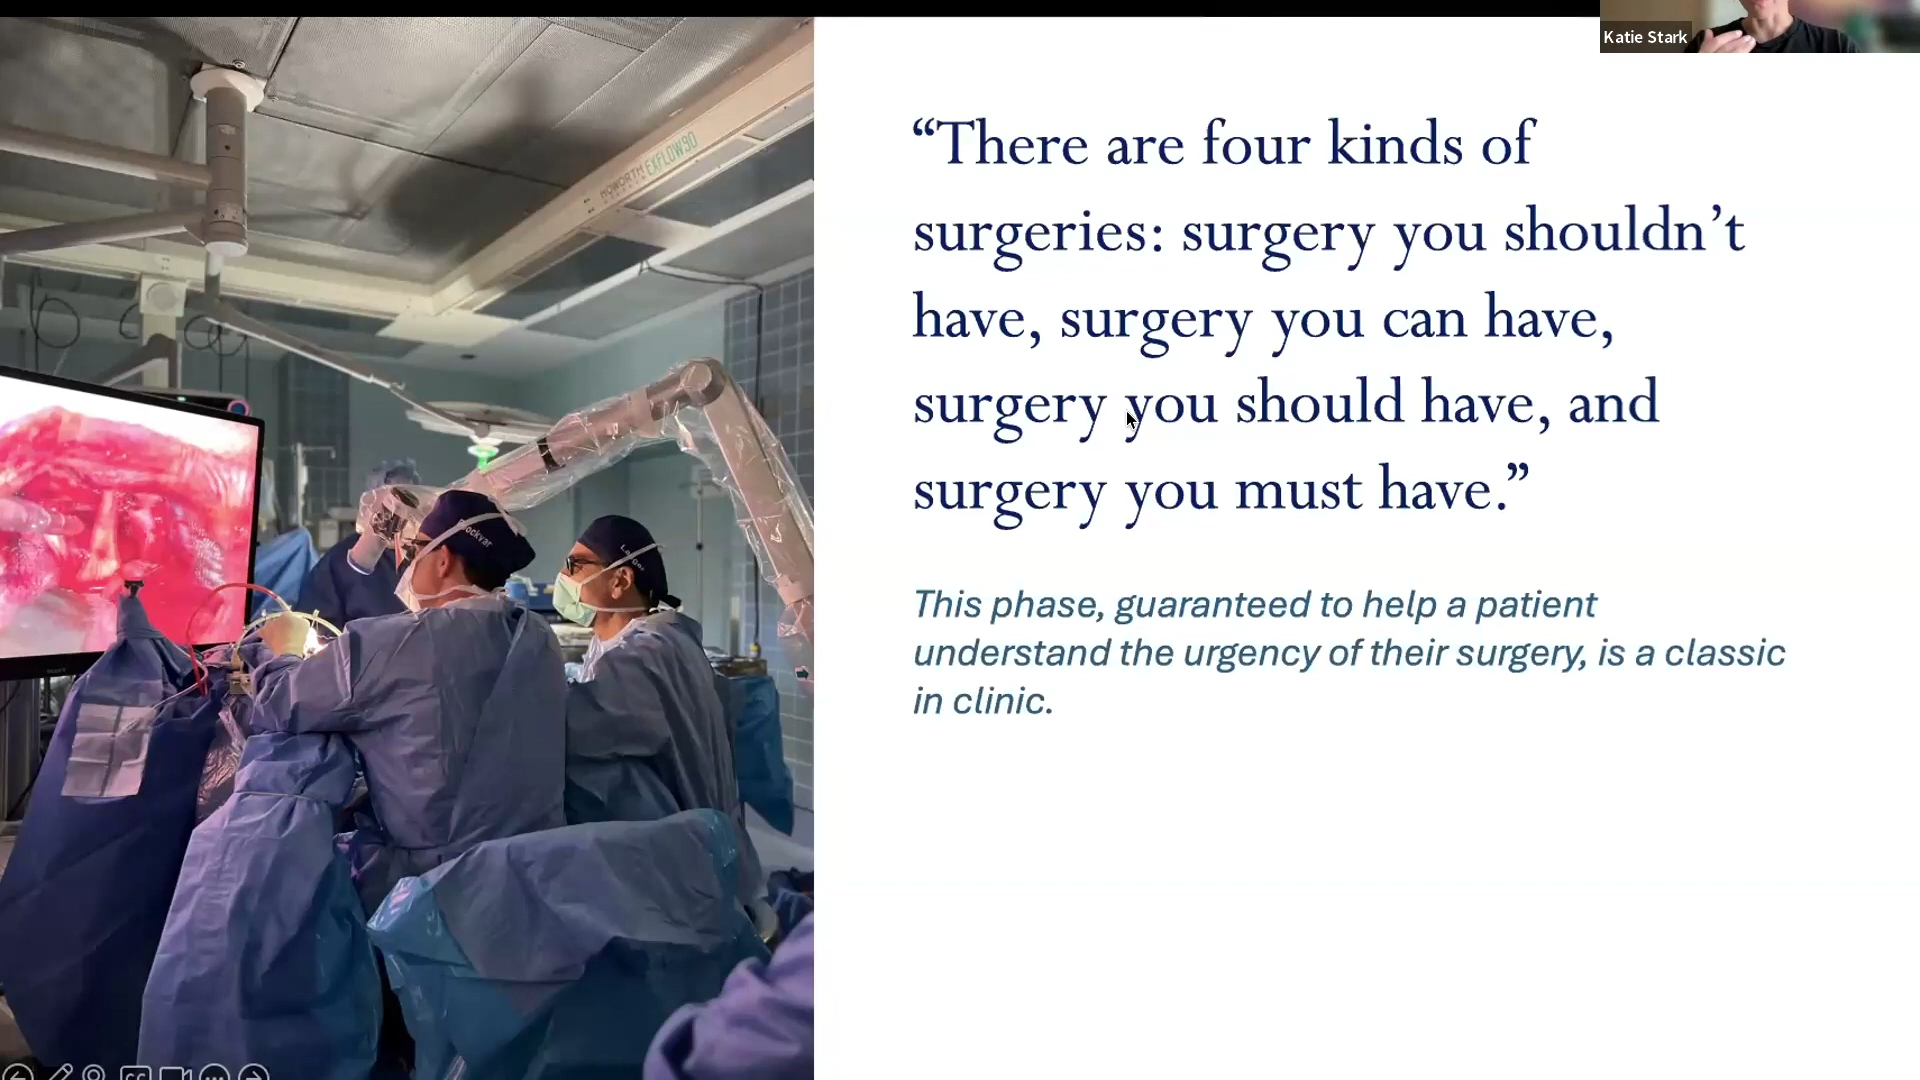 Katie Stark
HOWORTH EXFLOW90
“There are four kinds of
surgeries: surgery you shouldn’t
have, surgery you can have,
surgery you should have, and
surgery you must have.”
This phase, guaranteed to help a patient
understand the urgency of their surgery, is a classic
in clinic.